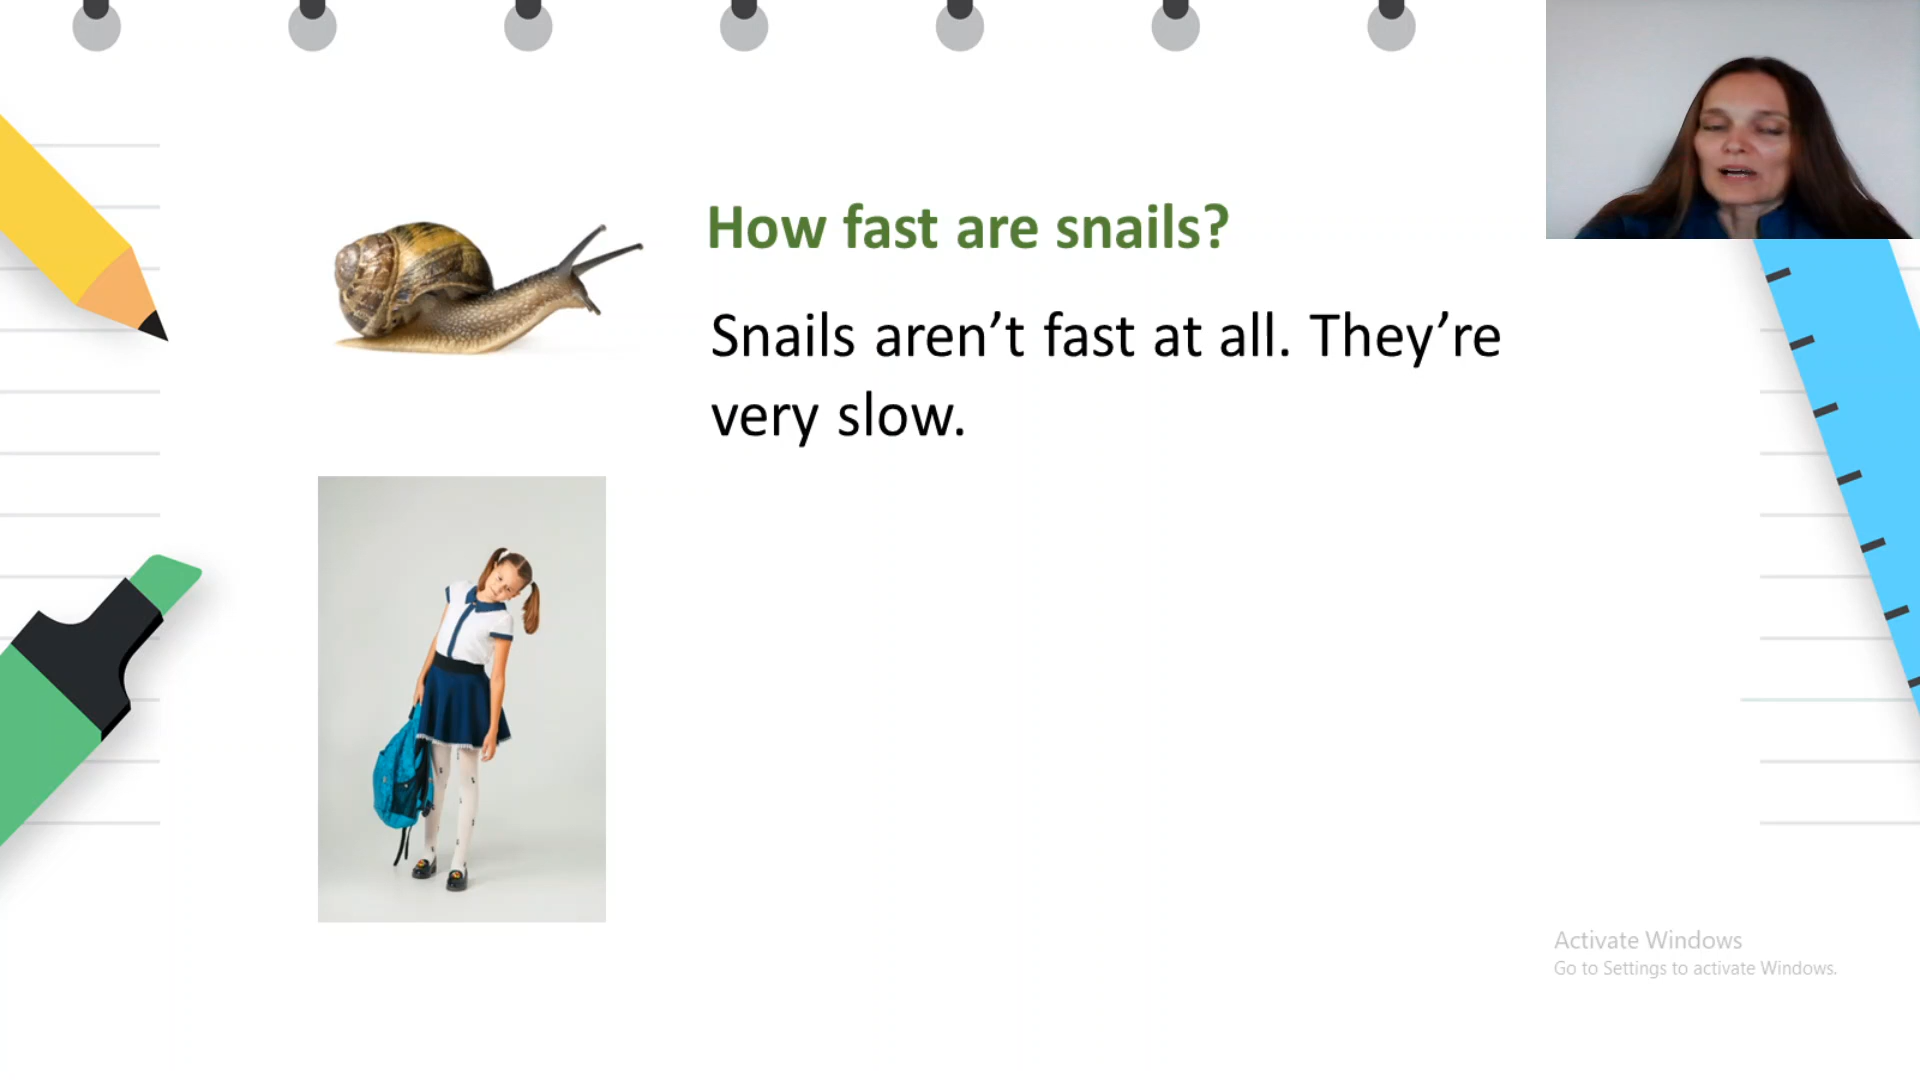 How fast are snails?
Snails aren’t fast at all. They’re
very slow.
Activate Windows
Go to Settings to activate Windows.